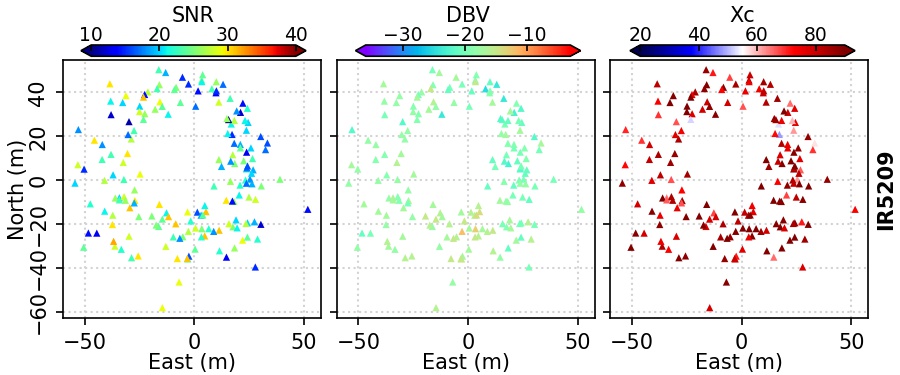 SNR
10 20 30 40
DBV
−30 −20 −10
Xc
20 40 60 80
40
20
0
−20
−40
−60
North (m)
−50 0 50
East (m)
−50 0 50
East (m)
−50 0 50
East (m)
IR5209